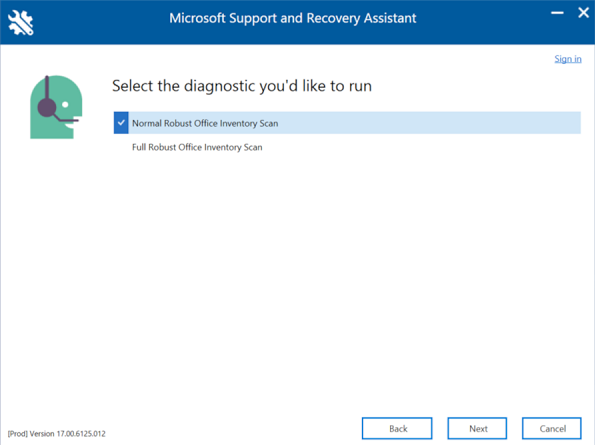 Microsoft Support and Recovery Assistant
Sign in
Select the diagnostic you'd like to run
Normal Robust Office Inventory Scan
Full Robust Office Inventory Scan
[Prod] Version 17.00.6125.012
Back
Next
Cancel